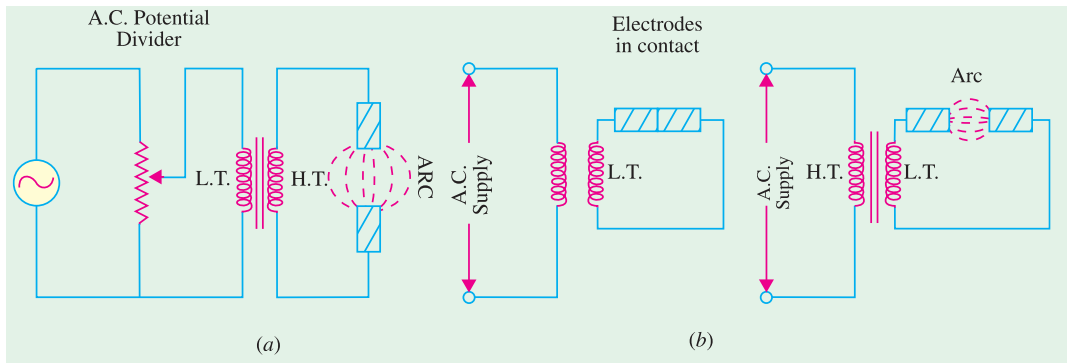 A.C. Potential
Divider
L.T.
H.T.
ARC
(a)
Electrodes
in contact
A.C.
Supply
L.T.
A.C.
Supply
H.T.
L.T.
Arc
(b)